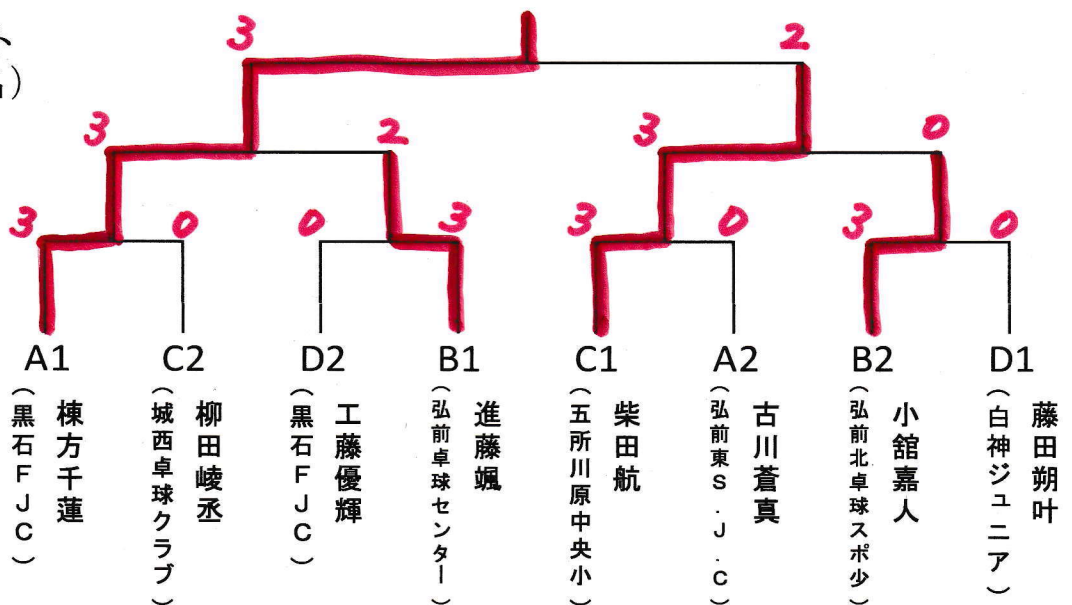 3 2
3 2 3 0
3 0 0 3 3 0 3 0
A1 C2 D2 B1 C1 A2 B2 D1
棟方千蓮
(黒石FJC)
柳田崚丞
(城西卓球クラブ)
工藤優輝
(黒石FJC)
進藤颯
(弘前卓球センター)
柴田航
(五所川原中央小)
古川蒼真
(弘前東S.J.C)
小舘嘉人
(弘前北卓球スポ少)
藤田朔叶
(白神ジュニア)